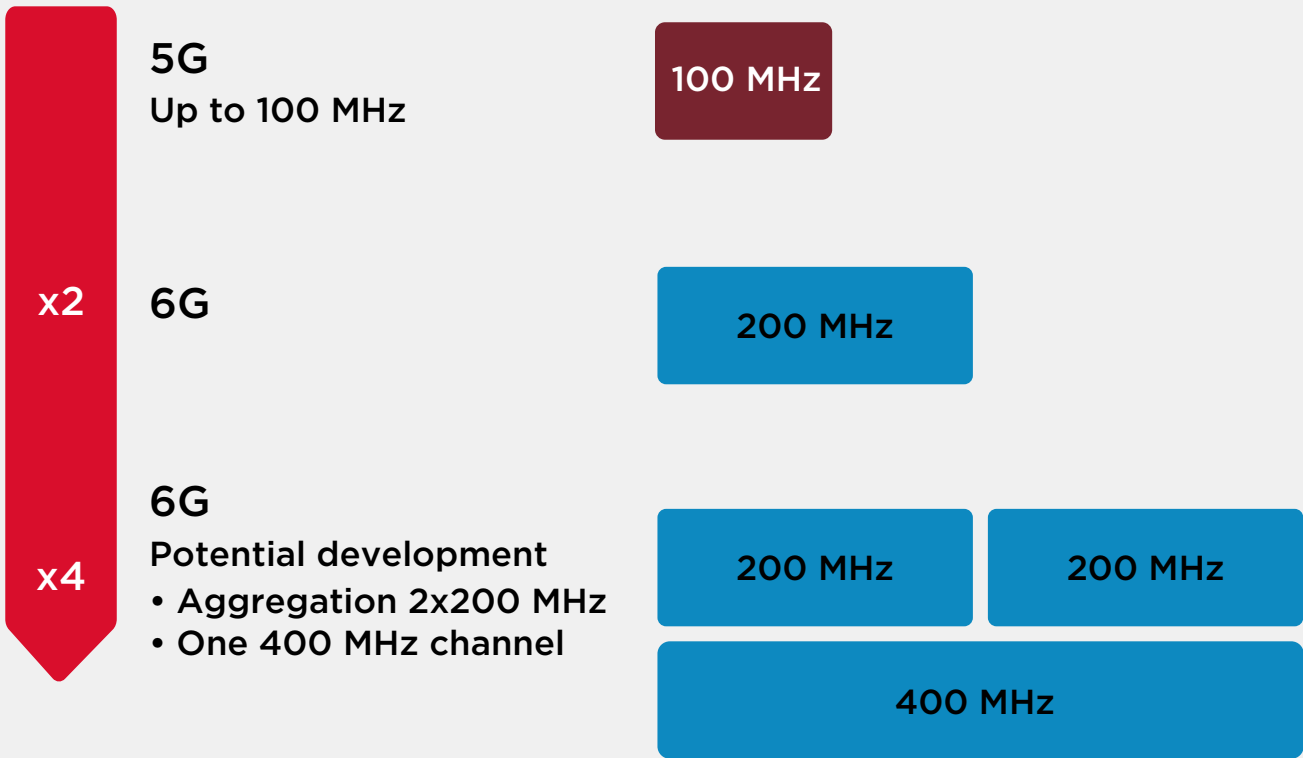 5G
Up to 100 MHz
100 MHz
x2
6G
200 MHz
6G
Potential development
• Aggregation 2x200 MHz
• One 400 MHz channel
x4
200 MHz
200 MHz
400 MHz